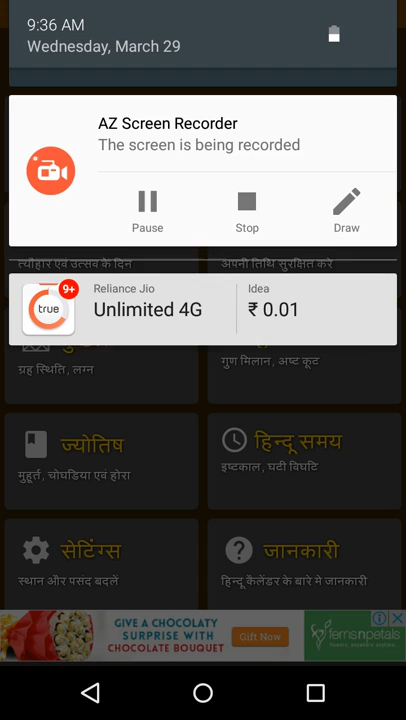 9:36 AM
Wednesday, March 29
AZ Screen Recorder
The screen is being recorded
Pause
Stop
Draw
त्यौहार एवं उत्सव के दिन
अपनी तिथि सुरक्षित करे
9+
true
Reliance Jio
Unlimited 4G
Idea
₹ 0.01
ग्रह स्थिति, लग्न
गुण मिलान, अष्ट कूट
ज्योतिष
मुहूर्त, चोघडिया एवं होरा
हिन्दू समय
इष्टकाल, घटी विघटि
सेटिंग्स
स्थान और पसंद बदलें
जानकारी
हिन्दू कैलेंडर के बारे मे जानकारी
GIVE A CHOCOLATY
SURPRISE WITH
CHOCOLATE BOUQUET
Gift Now
fernsnpetals